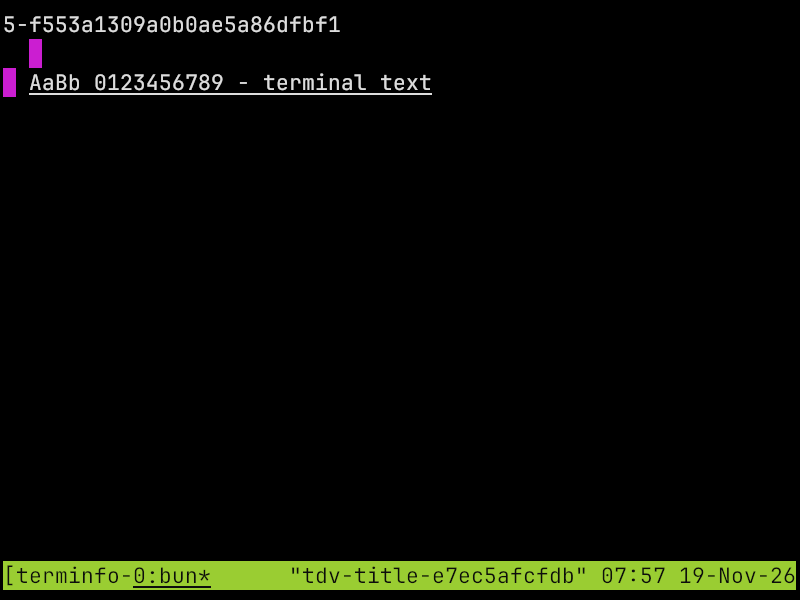 5-f553a1309a0b0ae5a86dfbf1
AaBb 0123456789 - terminal text
[terminfo-0:bun*      "tdv-title-e7ec5afcfdb" 07:57 19-Nov-26